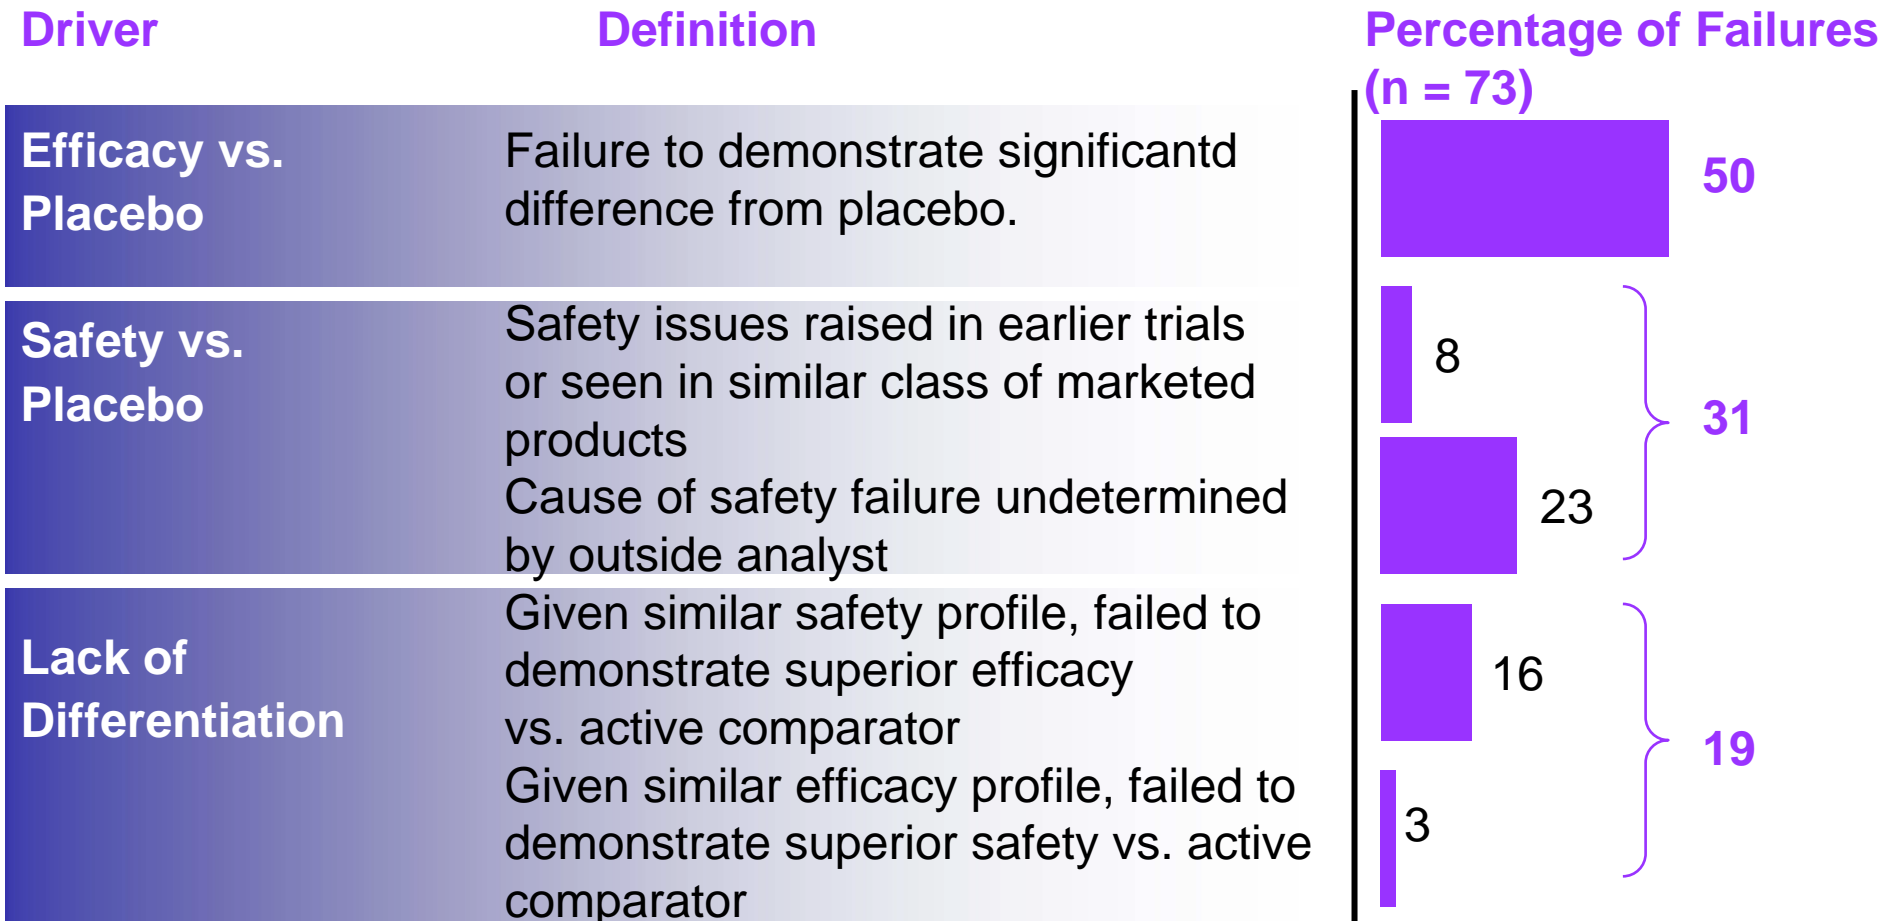 Driver
Definition
Percentage of Failures
(n = 73)
Efficacy vs.
Placebo
Failure to demonstrate significantd
difference from placebo.
50
Safety vs.
Placebo
Safety issues raised in earlier trials
or seen in similar class of marketed
products
Cause of safety failure undetermined
by outside analyst
8
23
31
Lack of
Differentiation
Given similar safety profile, failed to
demonstrate superior efficacy
vs. active comparator
Given similar efficacy profile, failed to
demonstrate superior safety vs. active
comparator
16
3
19